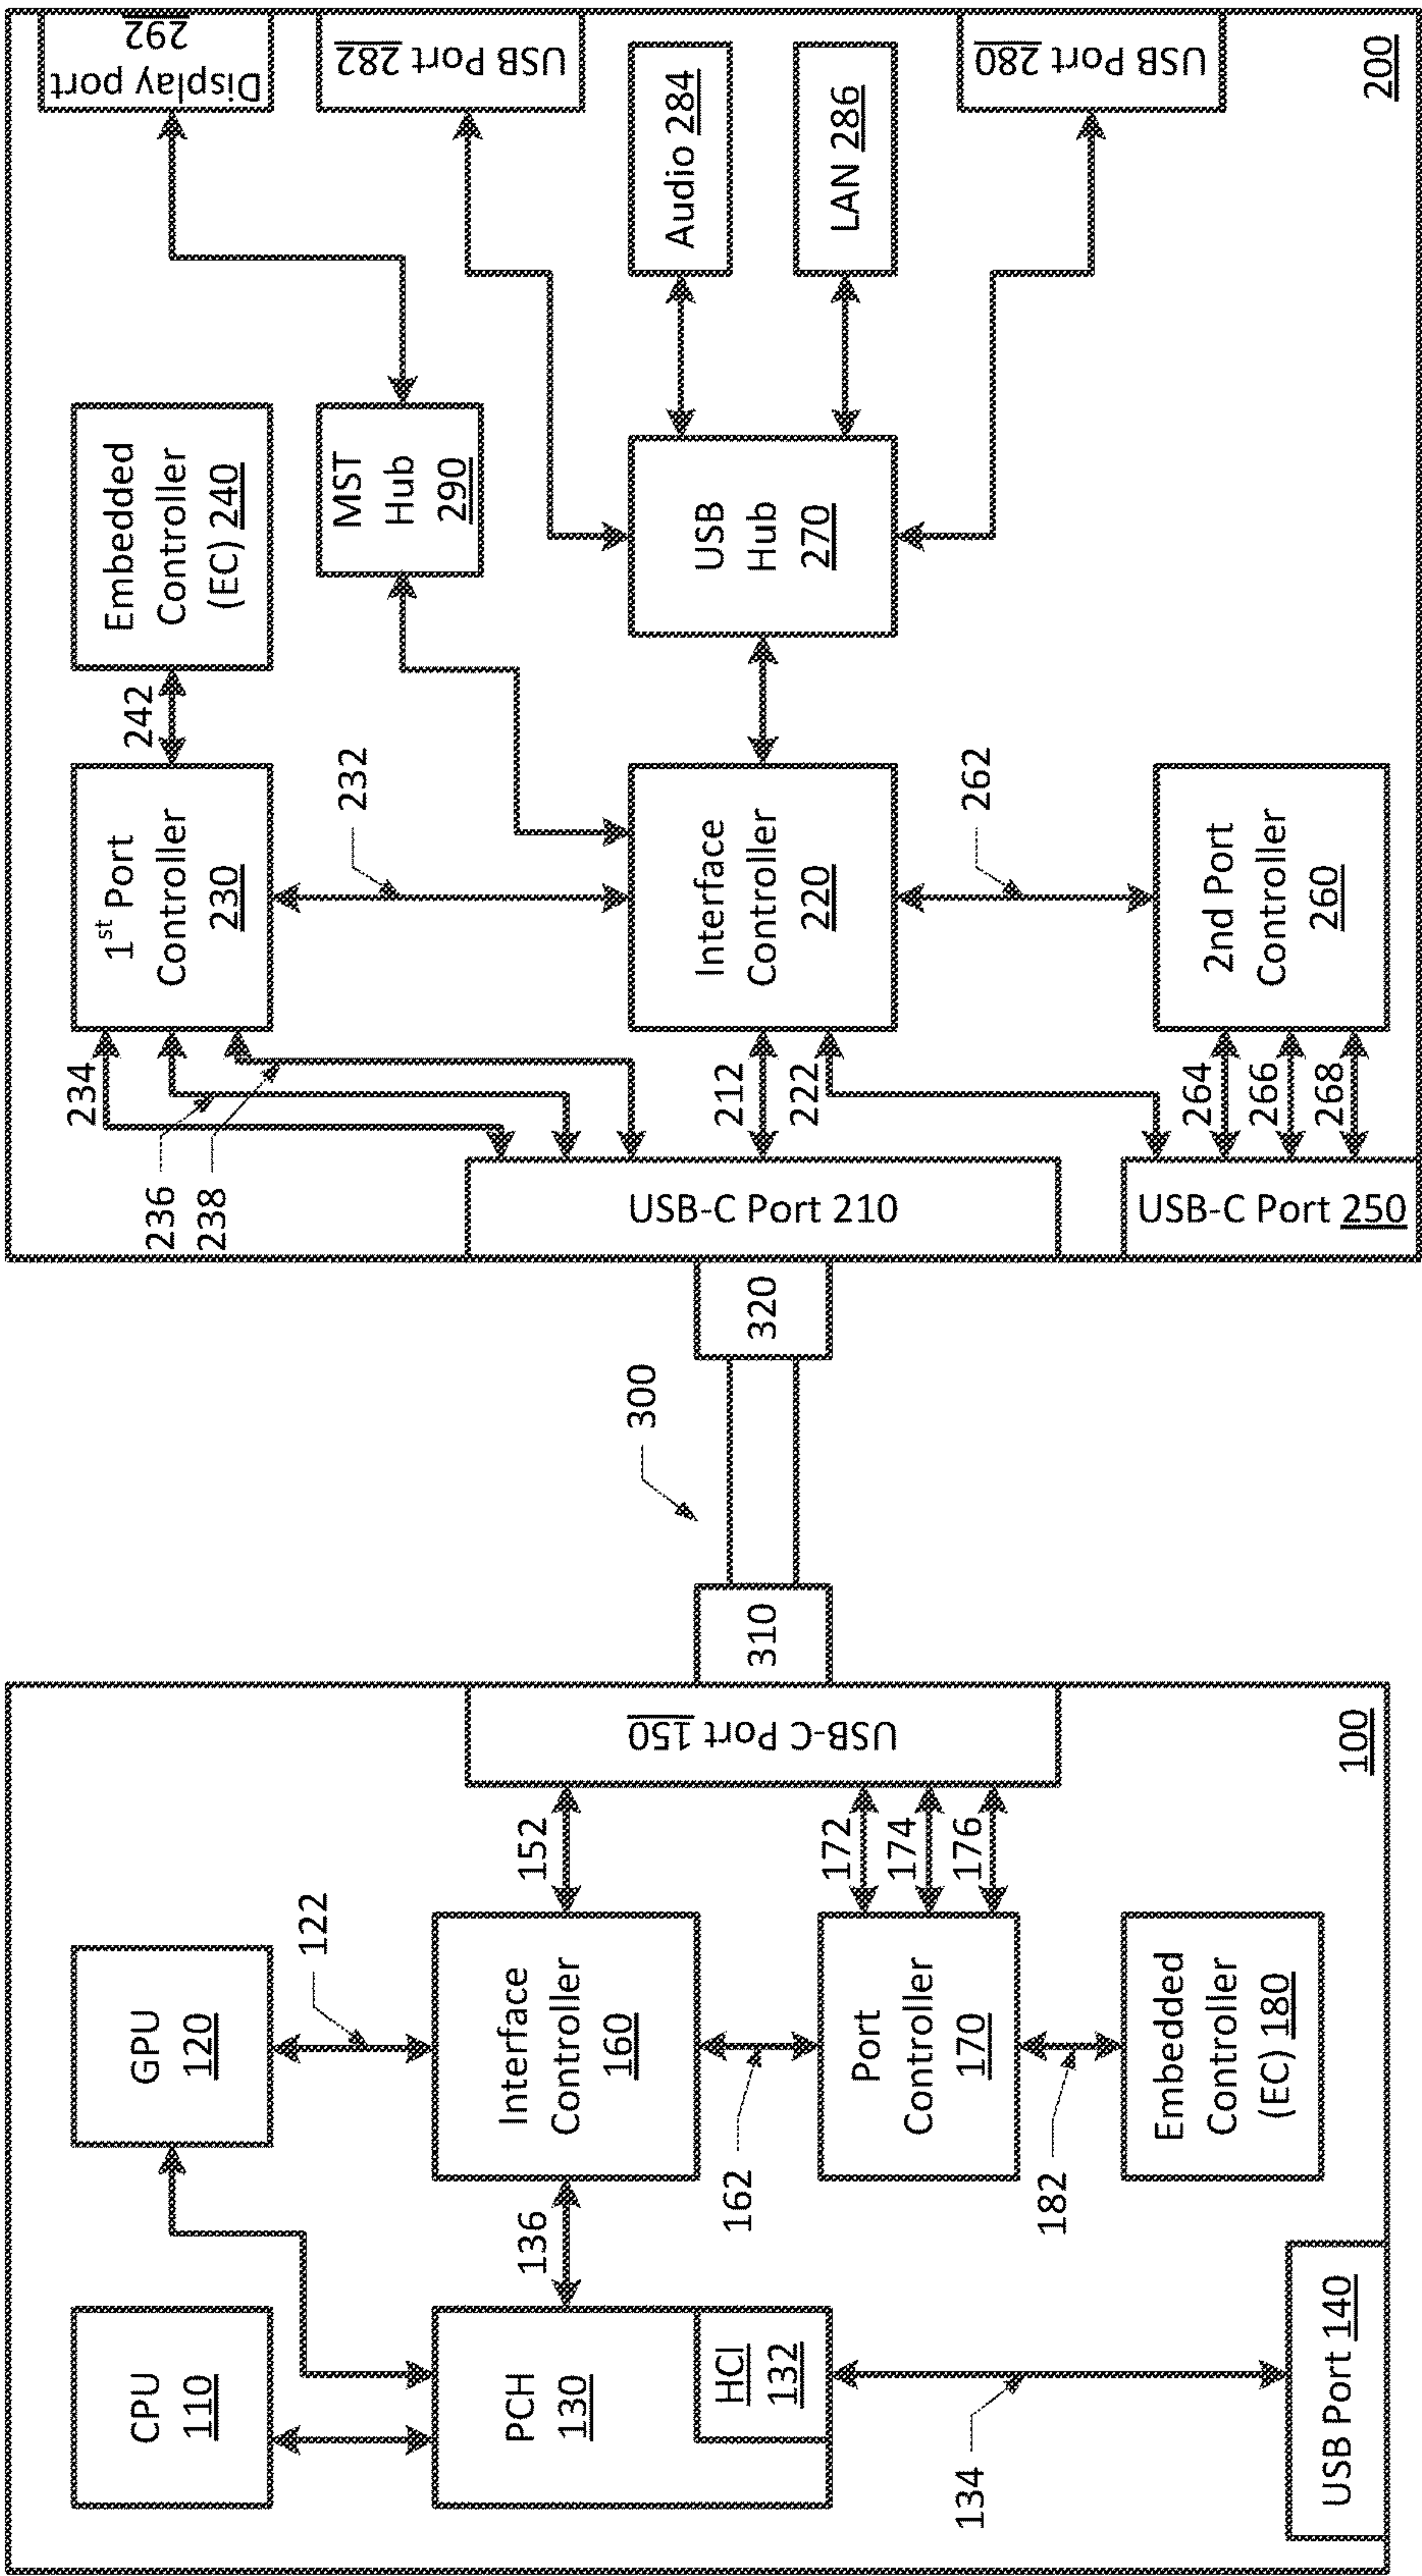 CPU
110
GPU
120
122
PCH
130
HCI
132
136
Interface
Controller
160
152
162
Port
Controller
170
172
174
176
182
Embedded
Controller
(EC) 180
134
USB Port 140
USB-C Port 150
100
310
300
320
USB-C Port 210
USB-C Port 250
234
236
238
1st Port
Controller
230
242
Embedded
Controller
(EC) 240
232
212
222
Interface
Controller
220
262
264
266
268
2nd Port
Controller
260
MST
Hub
290
USB
Hub
270
Audio 284
LAN 286
Display port
292
USB Port 282
USB Port 280
200